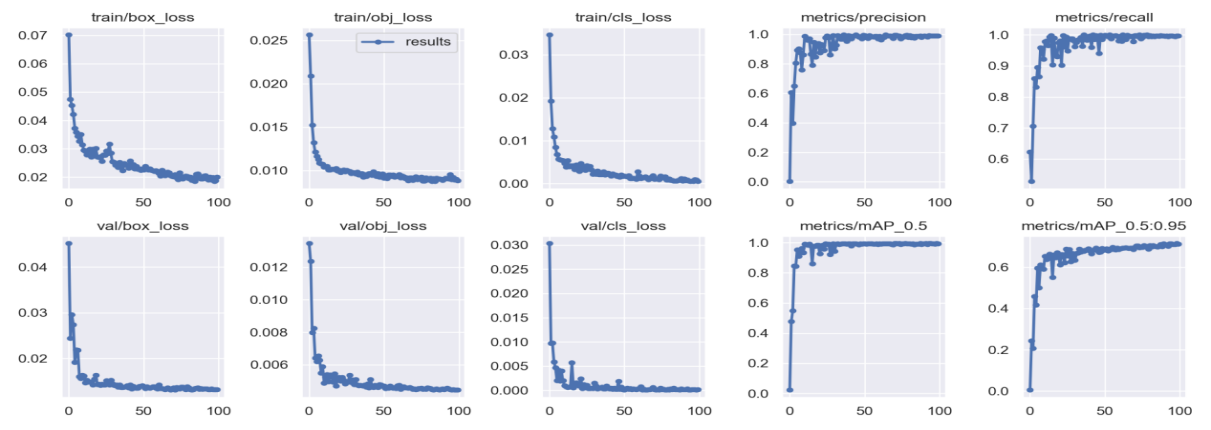 train/box_loss
0.07
0.06
0.05
0.04
0.03
0.02
0 50 100
train/obj_loss
results
0.025
0.020
0.015
0.010
0 50 100
train/cls_loss
0.03
0.02
0.01
0.00
0 50 100
metrics/precision
1.0
0.8
0.6
0.4
0.2
0.0
0 50 100
metrics/recall
1.0
0.9
0.8
0.7
0.6
0 50 100
val/box_loss
0.04
0.03
0.02
0 50 100
val/obj_loss
0.012
0.010
0.008
0.006
0 50 100
val/cls_loss
0.030
0.025
0.020
0.015
0.010
0.005
0.000
0 50 100
metrics/mAP_0.5
1.0
0.8
0.6
0.4
0.2
0.0
0 50 100
metrics/mAP_0.5:0.95
0.6
0.4
0.2
0.0
0 50 100